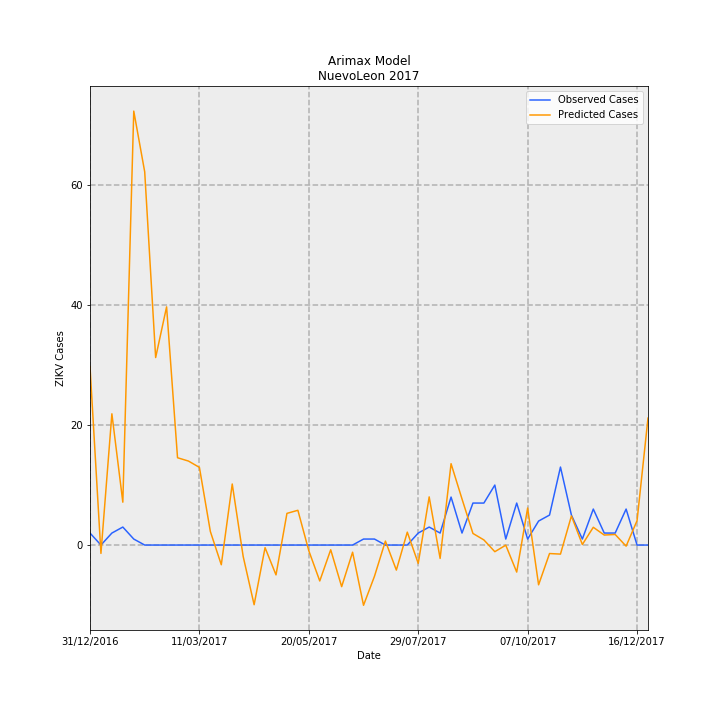 Arimax Model
NuevoLeon 2017
Observed Cases
Predicted Cases
ZIKV Cases
60
40
20
0
31/12/2016
11/03/2017
20/05/2017
29/07/2017
07/10/2017
16/12/2017
Date